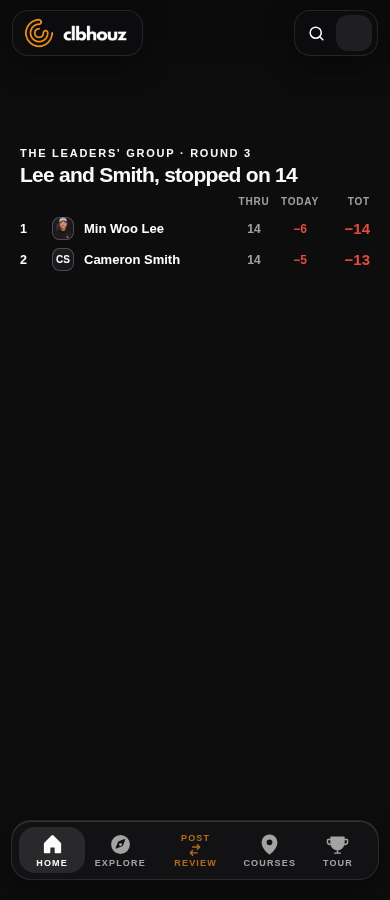 clbhouz
THE LEADERS' GROUP · ROUND 3
Lee and Smith, stopped on 14
THRU TODAY TOT
1 Min Woo Lee 14 −6 −14
2 CS Cameron Smith 14 −5 −13
POST
HOME EXPLORE REVIEW COURSES TOUR